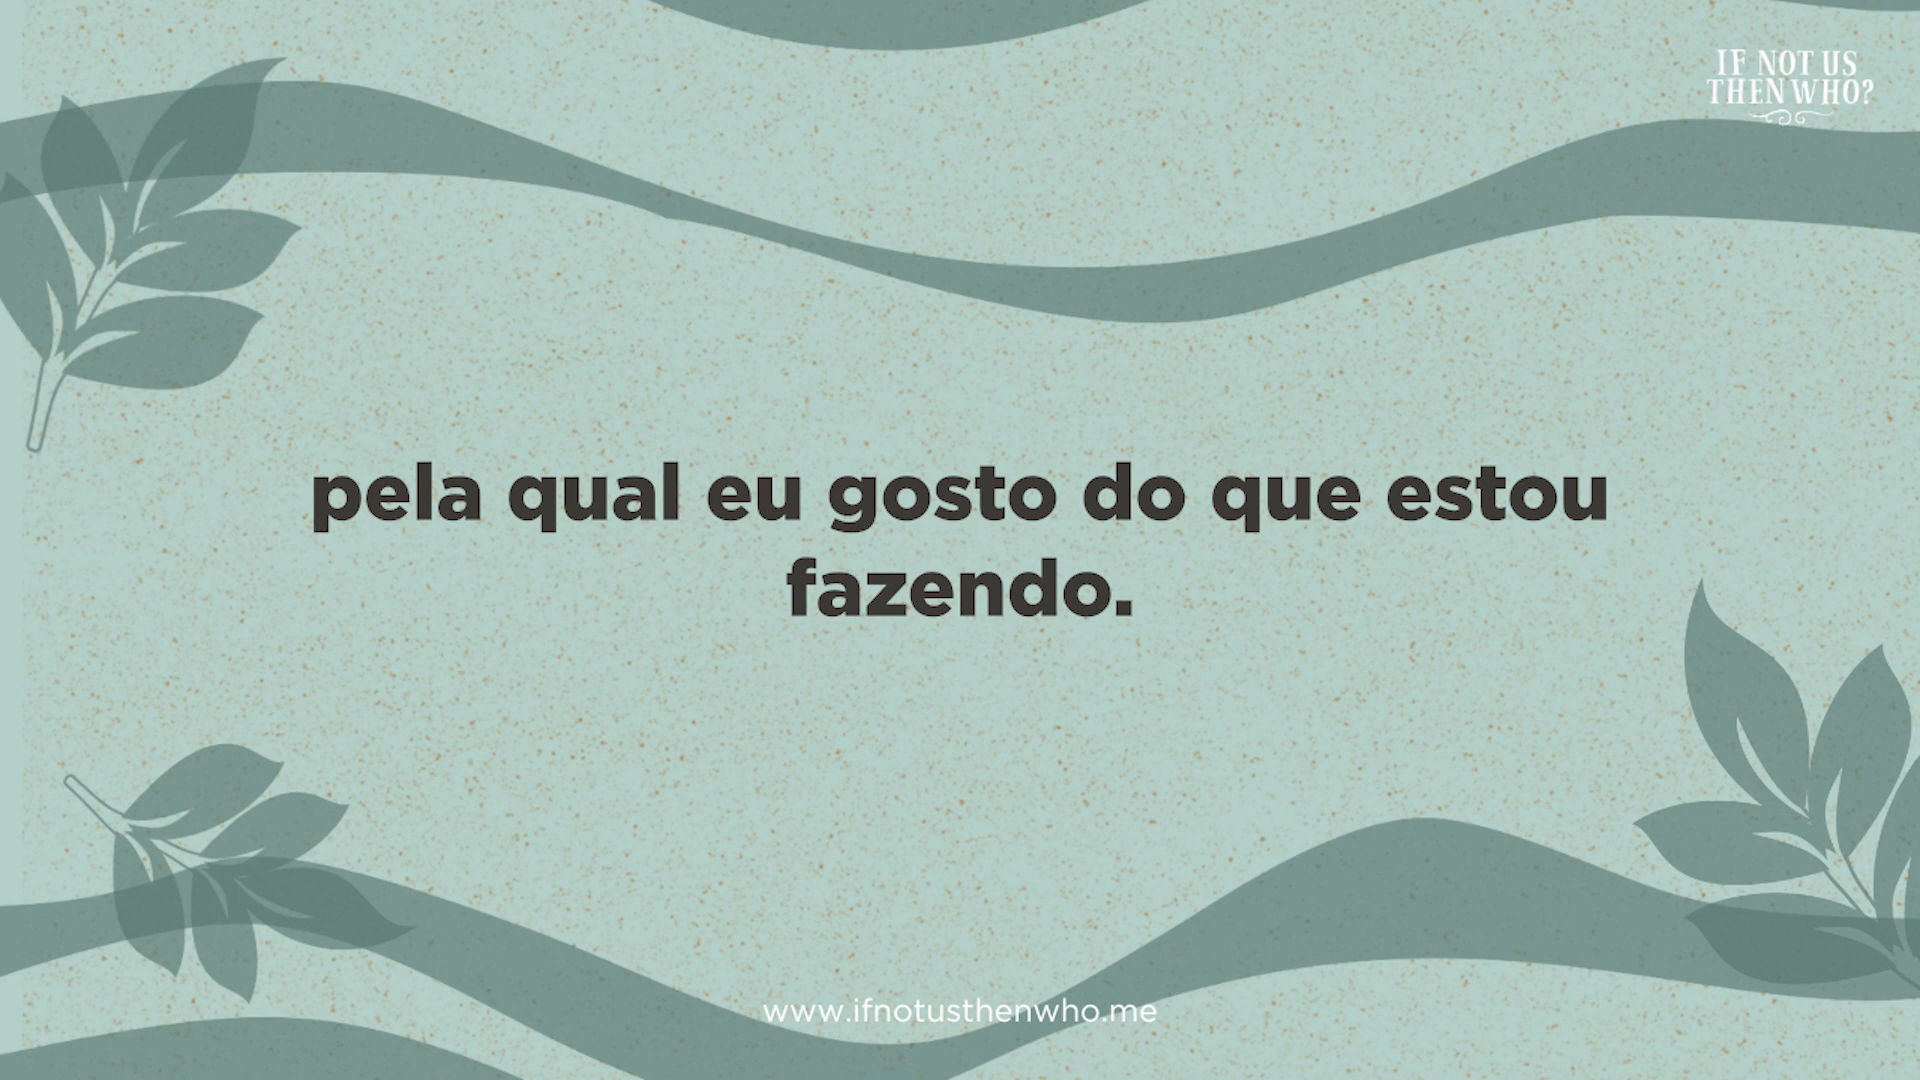 IF NOT US
THEN WHO?
pela qual eu gosto do que estou
fazendo.
www.ifnotusthenwho.me